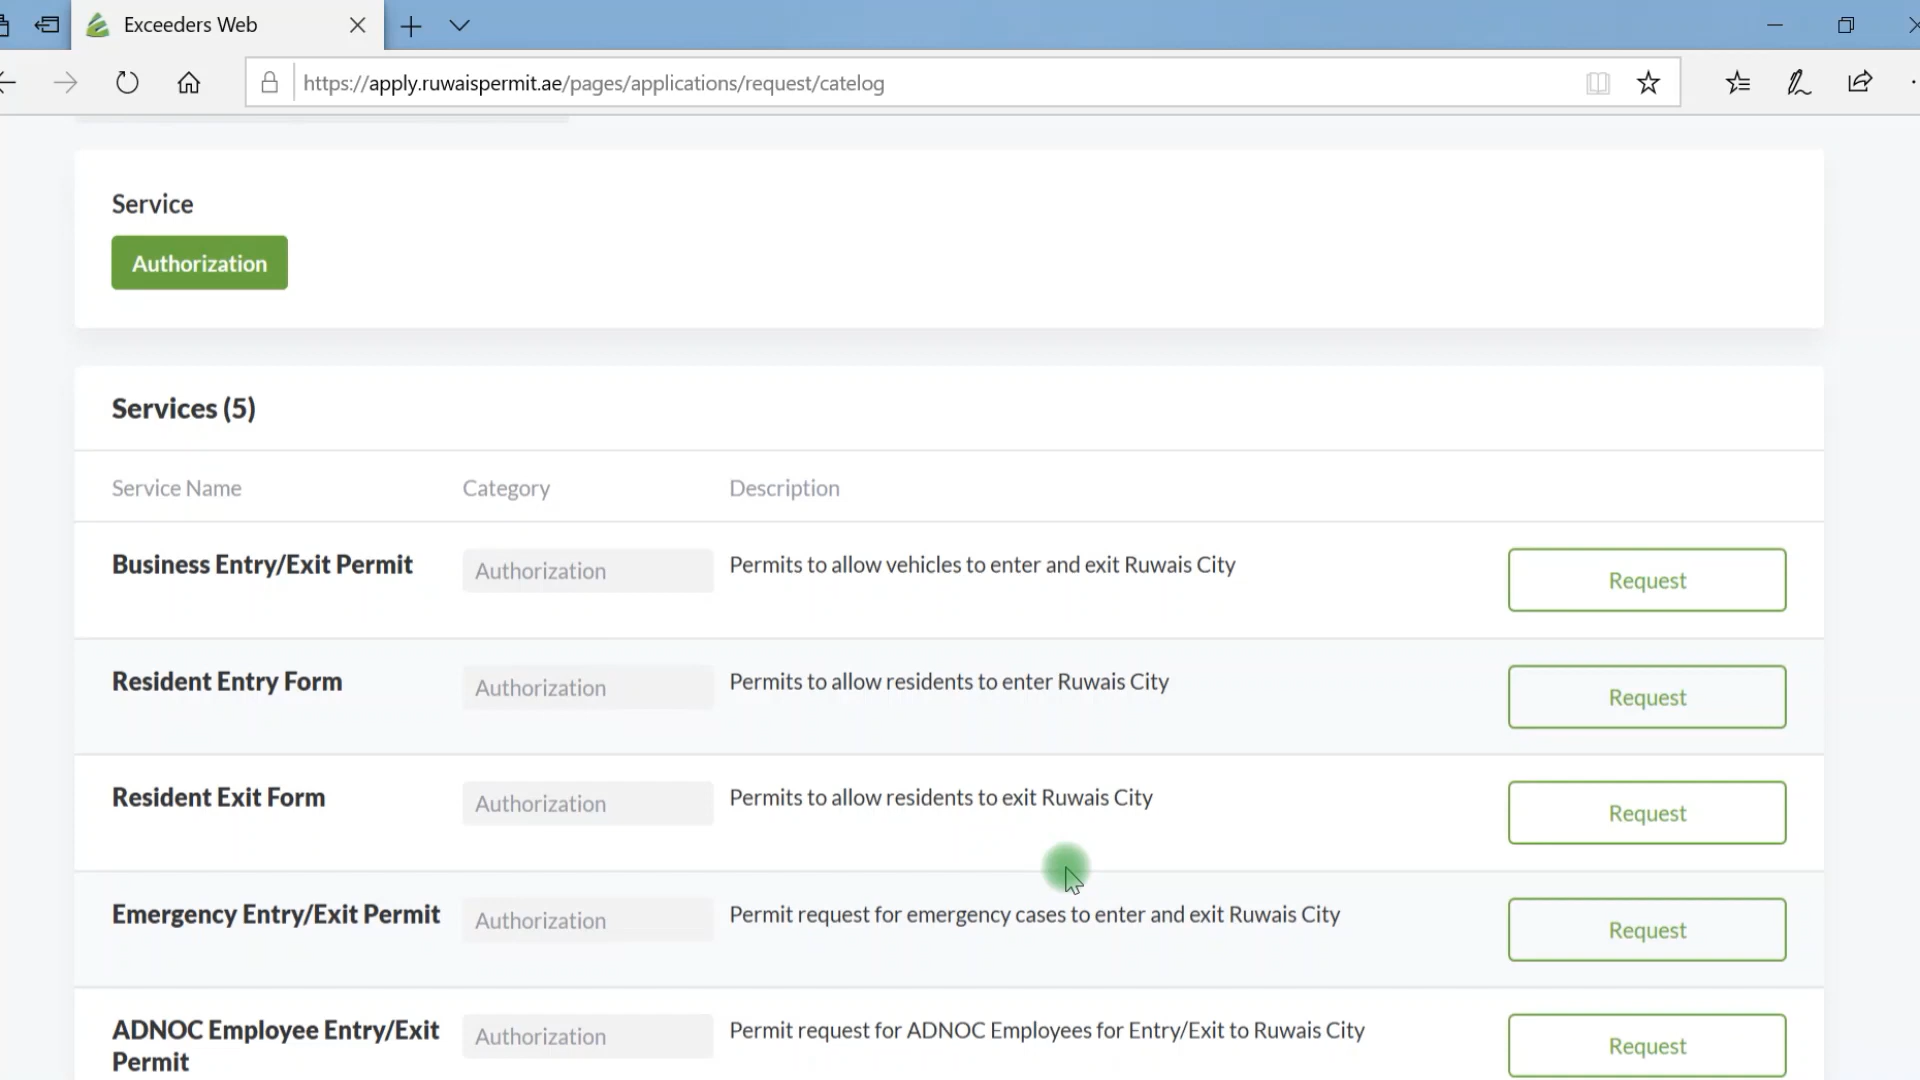 Exceeders Web
https://apply.ruwaispermit.ae/pages/applications/request/catelog
Service
Authorization
Services (5)
Service Name Category Description
Business Entry/Exit Permit Authorization Permits to allow vehicles to enter and exit Ruwais City Request
Resident Entry Form Authorization Permits to allow residents to enter Ruwais City Request
Resident Exit Form Authorization Permits to allow residents to exit Ruwais City Request
Emergency Entry/Exit Permit Authorization Permit request for emergency cases to enter and exit Ruwais City Request
ADNOC Employee Entry/Exit Authorization Permit request for ADNOC Employees for Entry/Exit to Ruwais City Request
Permit